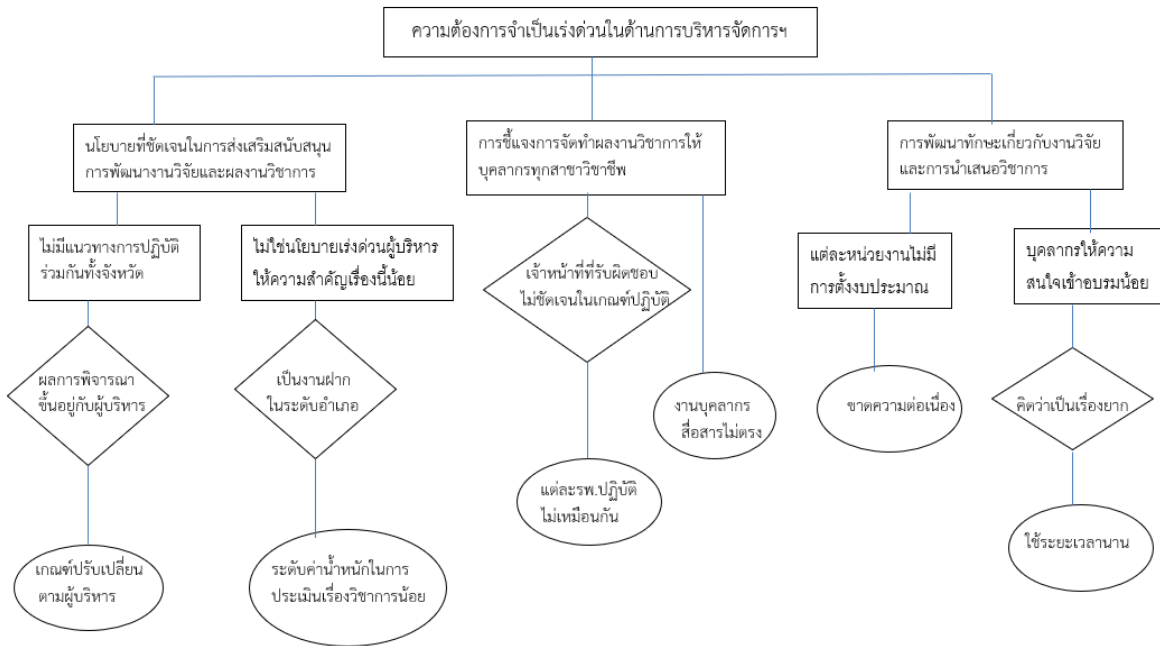 ความต้องการจำเป็นเร่งด่วนในด้านการบริหารจัดการฯ
นโยบายที่ชัดเจนในการส่งเสริมสนับสนุน
การพัฒนางานวิจัยและผลงานวิชาการ
การชี้แจงการจัดทำผลงานวิชาการให้
บุคลากรทุกสาขาวิชาชีพ
การพัฒนาทักษะเกี่ยวกับงานวิจัย
และการนำเสนอวิชาการ
ไม่มีแนวทางการปฏิบัติ
ร่วมกันทั้งจังหวัด
ไม่ใช่นโยบายเร่งด่วนผู้บริหาร
ให้ความสำคัญเรื่องนี้น้อย
เจ้าหน้าที่ที่รับผิดชอบ
ไม่ชัดเจนในเกณฑ์ปฏิบัติ
แต่ละหน่วยงานไม่มี
การตั้งงบประมาณ
บุคลากรให้ความ
สนใจเข้าอบรมน้อย
ผลการพิจารณา
ขึ้นอยู่กับผู้บริหาร
เป็นงานฝาก
ในระดับอำเภอ
งานบุคลากร
สื่อสารไม่ตรง
ขาดความต่อเนื่อง
คิดว่าเป็นเรื่องยาก
แต่ละรพ.ปฏิบัติ
ไม่เหมือนกัน
เกณฑ์ปรับเปลี่ยน
ตามผู้บริหาร
ระดับค่าน้ำหนักในการ
ประเมินเรื่องวิชาการน้อย
ใช้ระยะเวลานาน